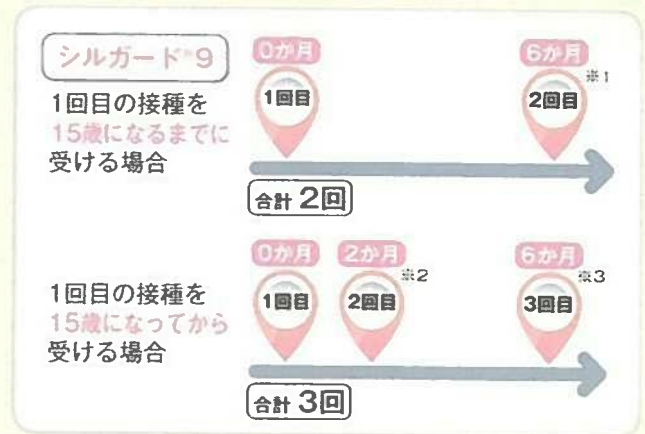 シルガード®9
1回目の接種を
15歳になるまでに
受ける場合
0か月
6か月
1回目
2回目
※1
合計 2回
1回目の接種を
15歳になってから
受ける場合
0か月
2か月
6か月
1回目
2回目
※2
3回目
※3
合計 3回